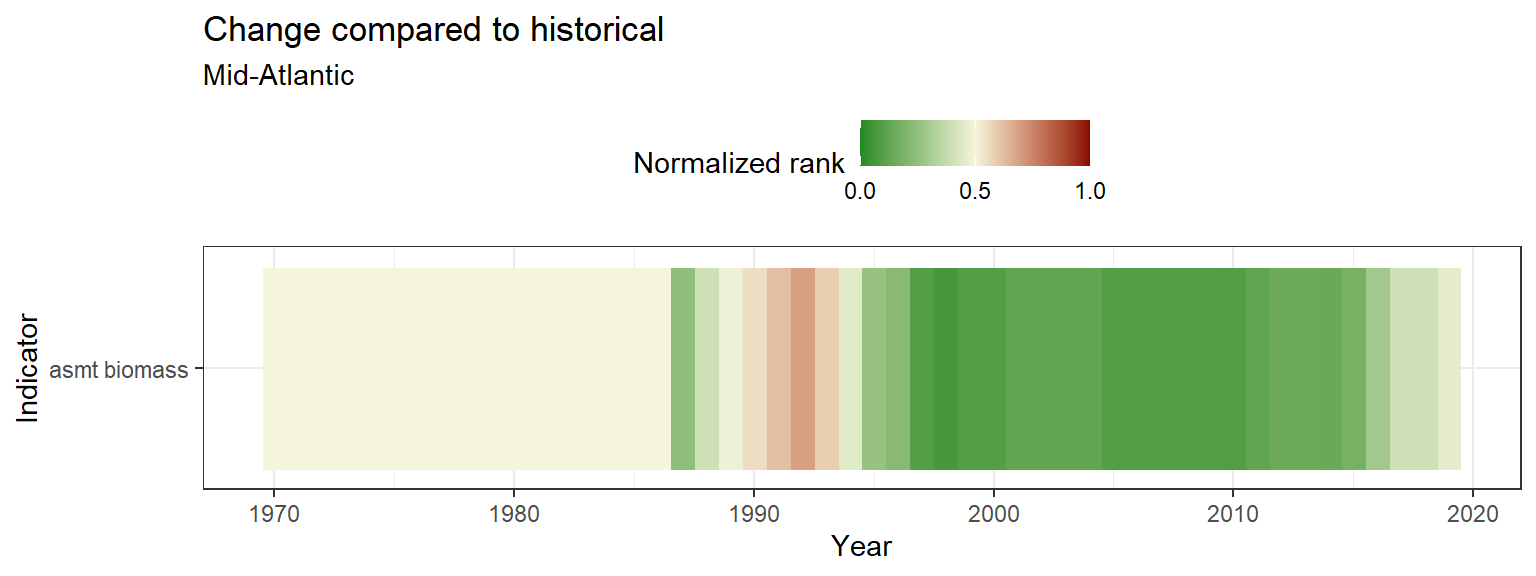 Change compared to historical
Mid-Atlantic
Normalized rank
0.0 0.5 1.0
Indicator
asmt biomass
1970 1980 1990 2000 2010 2020
Year